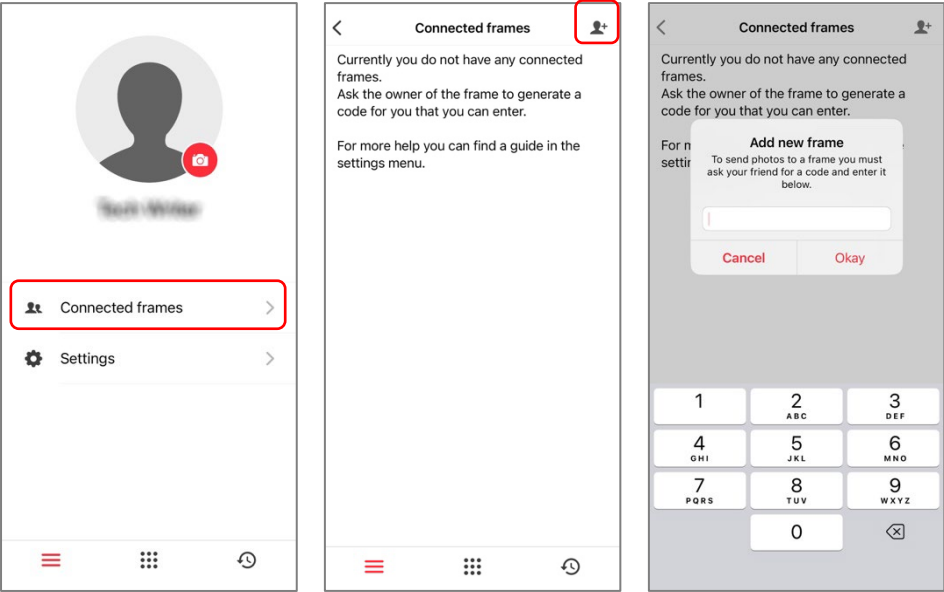 Connected frames
Settings
Connected frames
Currently you do not have any connected
frames.
Ask the owner of the frame to generate a
code for you that you can enter.
For more help you can find a guide in the
settings menu.
Connected frames
Currently you do not have any connected
frames.
Ask the owner of the frame to generate a
code for you that you can enter.
Add new frame
To send photos to a frame you must
ask your friend for a code and enter it
below.
Cancel Okay
1 2 3
ABC DEF
4 5 6
GHI JKL MNO
7 8 9
PQRS TUV WXYZ
0